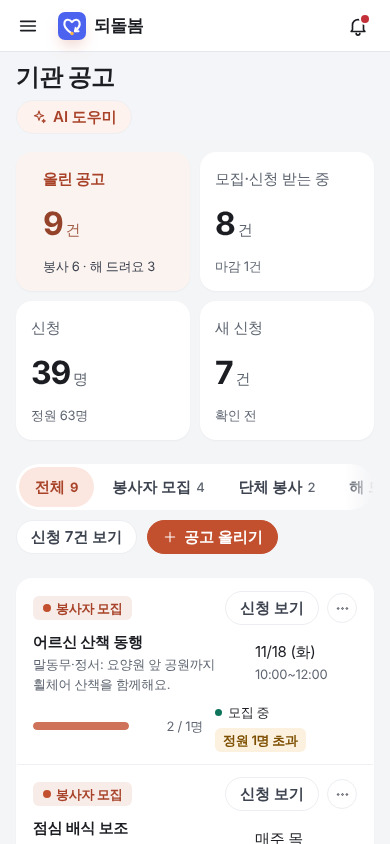 되돌봄
기관 공고
AI 도우미
올린 공고
9건
봉사 6 · 해 드려요 3
모집·신청 받는 중
8건
마감 1건
신청
39명
정원 63명
새 신청
7건
확인 전
전체 9 봉사자 모집 4 단체 봉사 2 해
신청 7건 보기 + 공고 올리기
봉사자 모집 신청 보기
어르신 산책 동행
말동무·정서: 요양원 앞 공원까지
휠체어 산책을 함께해요.
11/18 (화)
10:00~12:00
2 / 1명
모집 중
정원 1명 초과
봉사자 모집 신청 보기
점심 배식 보조
매주 목